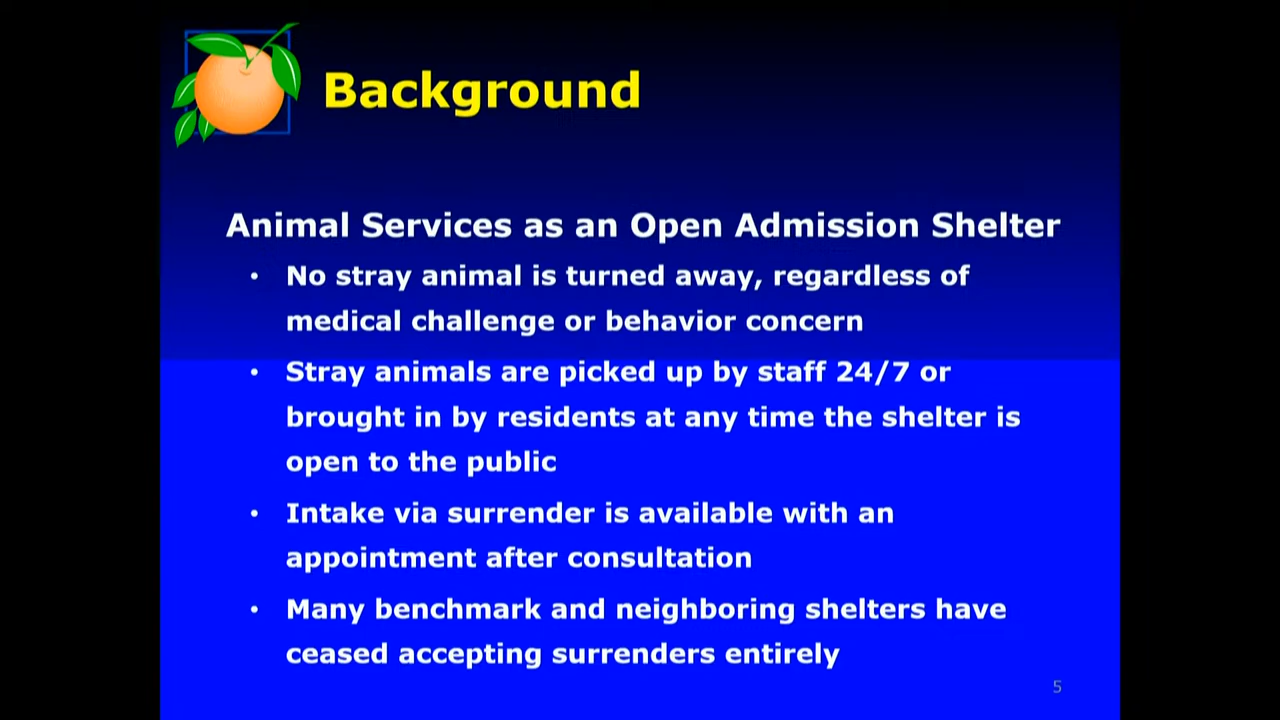 Background
Animal Services as an Open Admission Shelter
• No stray animal is turned away, regardless of
medical challenge or behavior concern
• Stray animals are picked up by staff 24/7 or
brought in by residents at any time the shelter is
open to the public
• Intake via surrender is available with an
appointment after consultation
• Many benchmark and neighboring shelters have
ceased accepting surrenders entirely
5